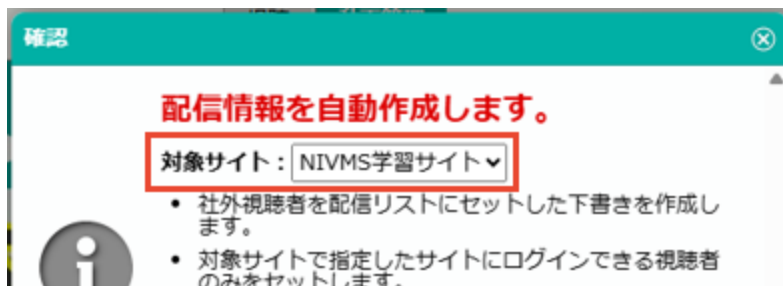 確認
配信情報を自動作成します。
対象サイト： NIVMS学習サイト
• 社外視聴者を配信リストにセットした下書きを作成し
ます。
• 対象サイトで指定したサイトにログインできる視聴者
のみをセットします。